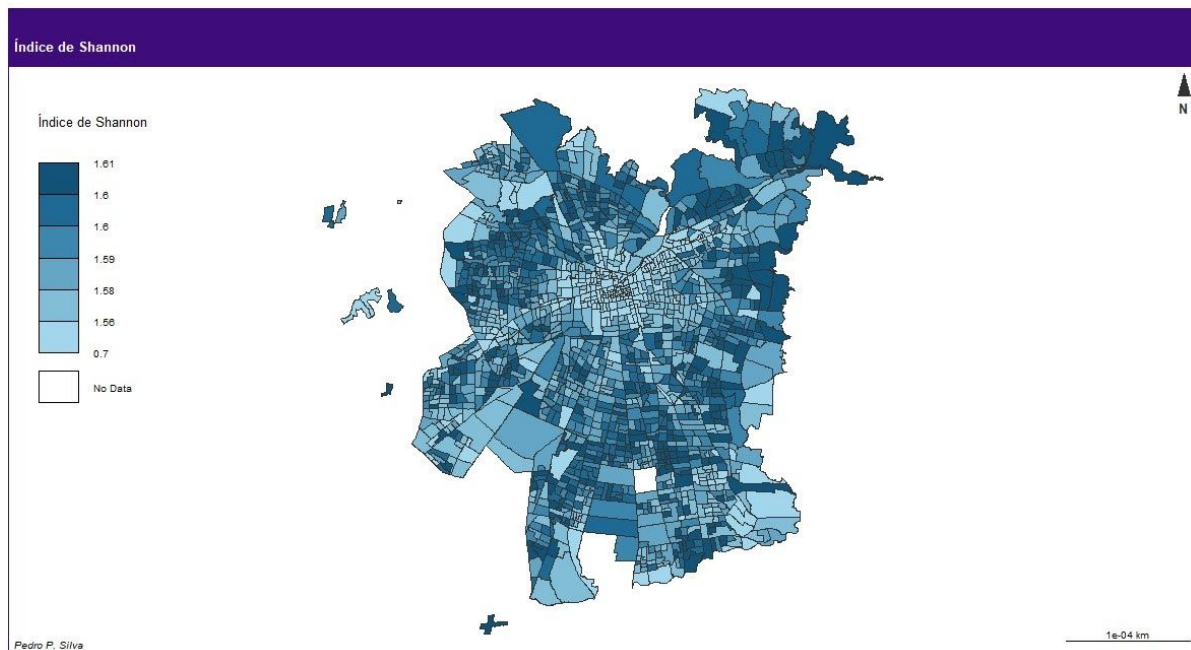 Índice de Shannon
N
Índice de Shannon
1.61
1.6
1.6
1.59
1.58
1.56
0.7
No Data
1e-04 km
Pedro P. Silva